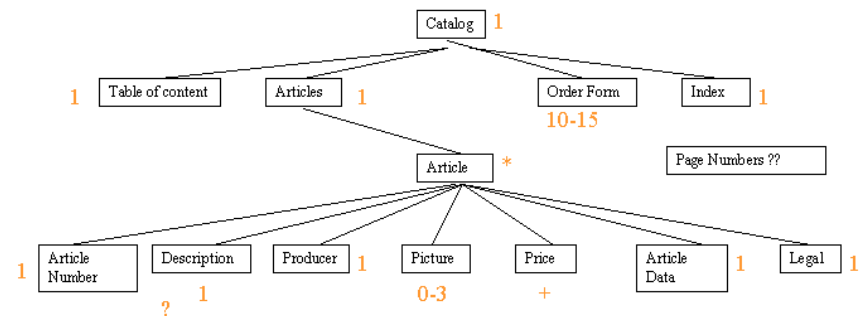 Catalog 1
1 Table of content Articles 1 Order Form Index 1
10-15
Page Numbers ??
Article *
1 Article Number Description Producer 1 Picture Price Article Data 1 Legal 1
1 0-3 +
?